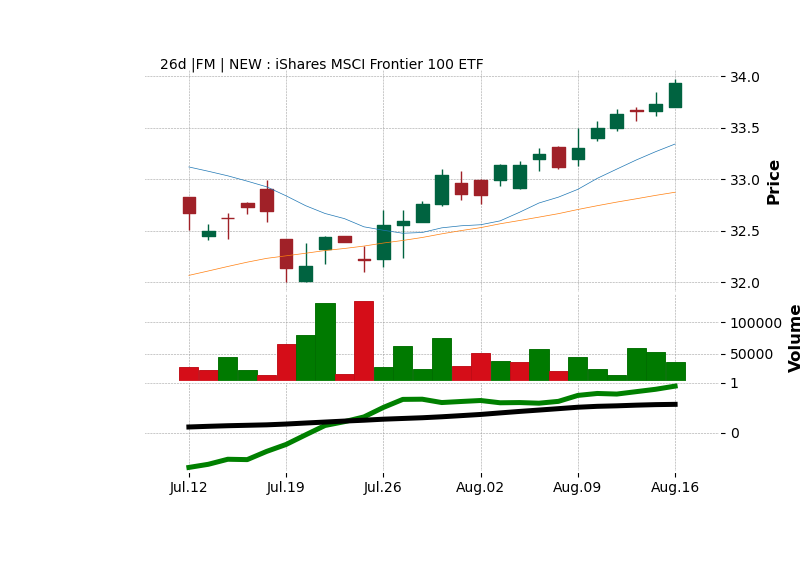 26d |FM | NEW : iShares MSCI Frontier 100 ETF
34.0
33.5
33.0
32.5
32.0
Price
100000
50000
Volume
1
0
Jul.12 Jul.19 Jul.26 Aug.02 Aug.09 Aug.16